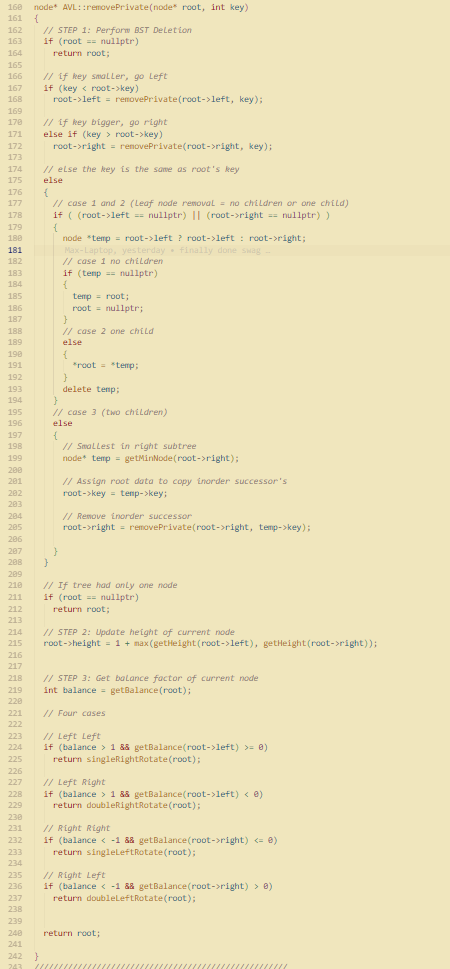 160 node* AVL::removePrivate(node* root, int key)
161 {
162 // STEP 1: Perform BST Deletion
163 if (root == nullptr)
164 return root;
165
166 // if key smaller, go left
167 if (key < root->key)
168 root->left = removePrivate(root->left, key);
169
170 // if key bigger, go right
171 else if (key > root->key)
172 root->right = removePrivate(root->right, key);
173
174 // else the key is the same as root's key
175 else
176 {
177 // case 1 and 2 (Leaf node removal = no children or one child)
178 if ( (root->left == nullptr) || (root->right == nullptr) )
179 {
180 node *temp = root->left ? root->left : root->right;
181 Max-Laptop, yesterday • finally done swag …
182 // case 1 no children
183 if (temp == nullptr)
184 {
185 temp = root;
186 root = nullptr;
187 }
188 // case 2 one child
189 else
190 {
191 *root = *temp;
192 }
193 delete temp;
194 }
195 // case 3 (two children)
196 else
197 {
198 // Smallest in right subtree
199 node* temp = getMinNode(root->right);
200
201 // Assign root data to copy inorder successor's
202 root->key = temp->key;
203
204 // Remove inorder successor
205 root->right = removePrivate(root->right, temp->key);
206
207 }
208 }
209
210 // If tree had only one node
211 if (root == nullptr)
212 return root;
213
214 // STEP 2: Update height of current node
215 root->height = 1 + max(getHeight(root->left), getHeight(root->right));
216
217
218 // STEP 3: Get balance factor of current node
219 int balance = getBalance(root);
220
221 // Four cases
222
223 // Left Left
224 if (balance > 1 && getBalance(root->left) >= 0)
225 return singleRightRotate(root);
226
227 // Left Right
228 if (balance > 1 && getBalance(root->left) < 0)
229 return doubleRightRotate(root);
230
231 // Right Right
232 if (balance < -1 && getBalance(root->right) <= 0)
233 return singleLeftRotate(root);
234
235 // Right Left
236 if (balance < -1 && getBalance(root->right) > 0)
237 return doubleLeftRotate(root);
238
239
240 return root;
241
242 }
243 //////////////////////////////////////////////////////